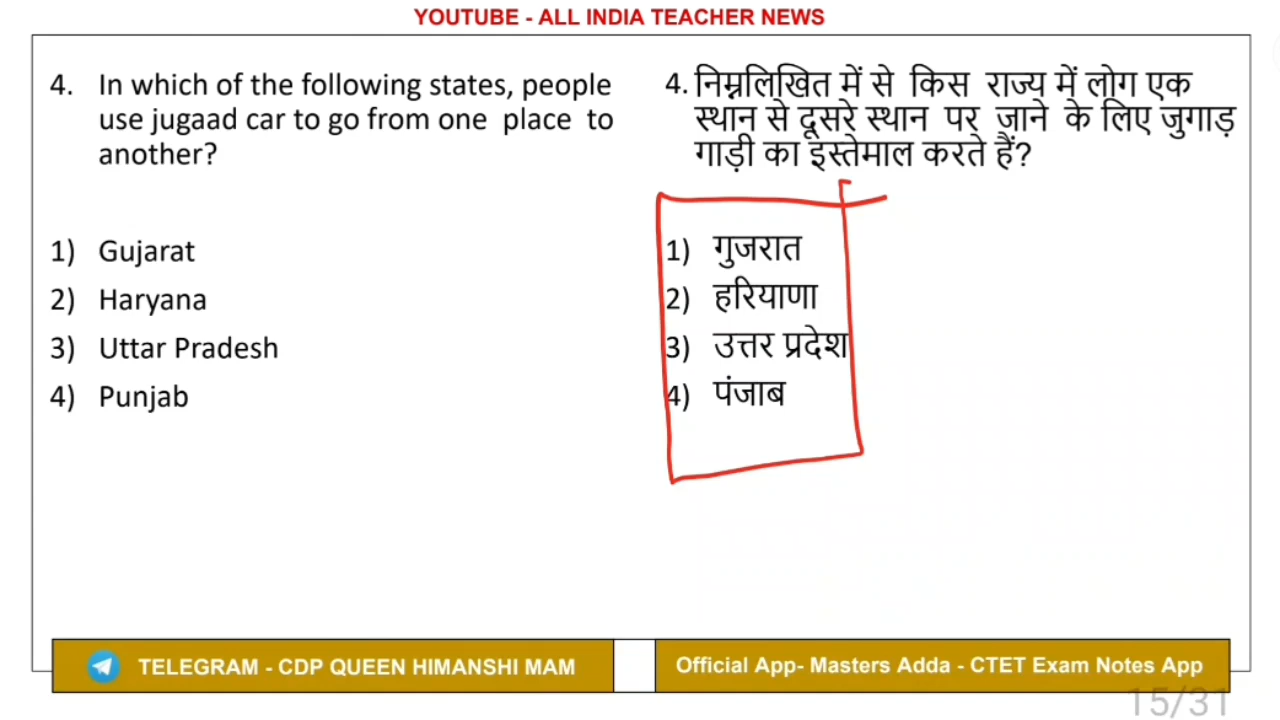 YOUTUBE - ALL INDIA TEACHER NEWS
4. In which of the following states, people
use jugaad car to go from one place to
another?
1) Gujarat
2) Haryana
3) Uttar Pradesh
4) Punjab
4. निम्नलिखित में से किस राज्य में लोग एक
स्थान से दूसरे स्थान पर जाने के लिए जुगाड़
गाड़ी का इस्तेमाल करते हैं?
1) गुजरात
2) हरियाणा
3) उत्तर प्रदेश
4) पंजाब
TELEGRAM - CDP QUEEN HIMANSHI MAM
Official App- Masters Adda - CTET Exam Notes App
15/31